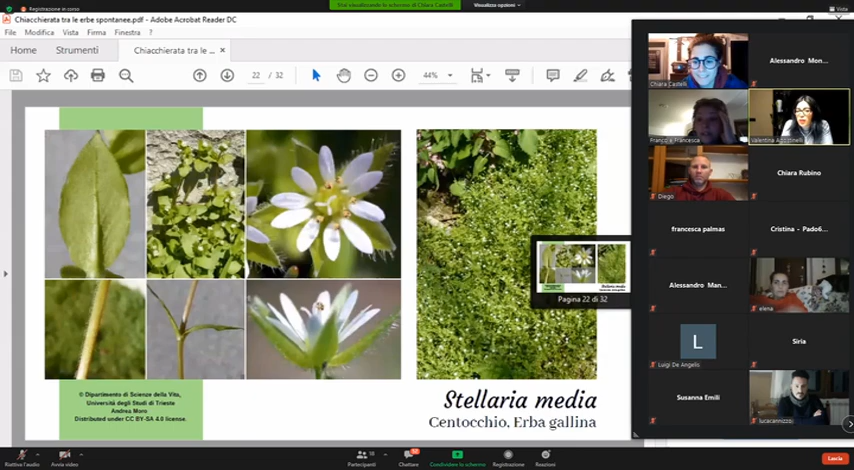 Registrazione in corso
Stai visualizzando lo schermo di Chiara Castelli
Visualizza opzioni
Vista
Chiacchierata tra le erbe spontanee.pdf - Adobe Acrobat Reader DC
File Modifica Vista Firma Finestra ?
Home Strumenti Chiacchierata tra le ... ×
22 / 32
44%
Pagina 22 di 32
© Dipartimento di Scienze della Vita,
Università degli Studi di Trieste
Andrea Moro
Distributed under CC BY-SA 4.0 license.
Stellaria media
Centocchio, Erba gallina
Chiara Castelli
Alessandro Mon...
Franco e Francesca
valentina Agostinelli
Diego
Chiara Rubino
francesca palmas
Cristina - Pado6...
Alessandro Man...
elena
L
Luigi De Angelis
Siria
Susanna Emili
lucacannizzo
Riattiva l'audio
Avvia video
Partecipanti
18
Chattare
Condividere lo schermo
Registrazione
Reazioni
Lascia